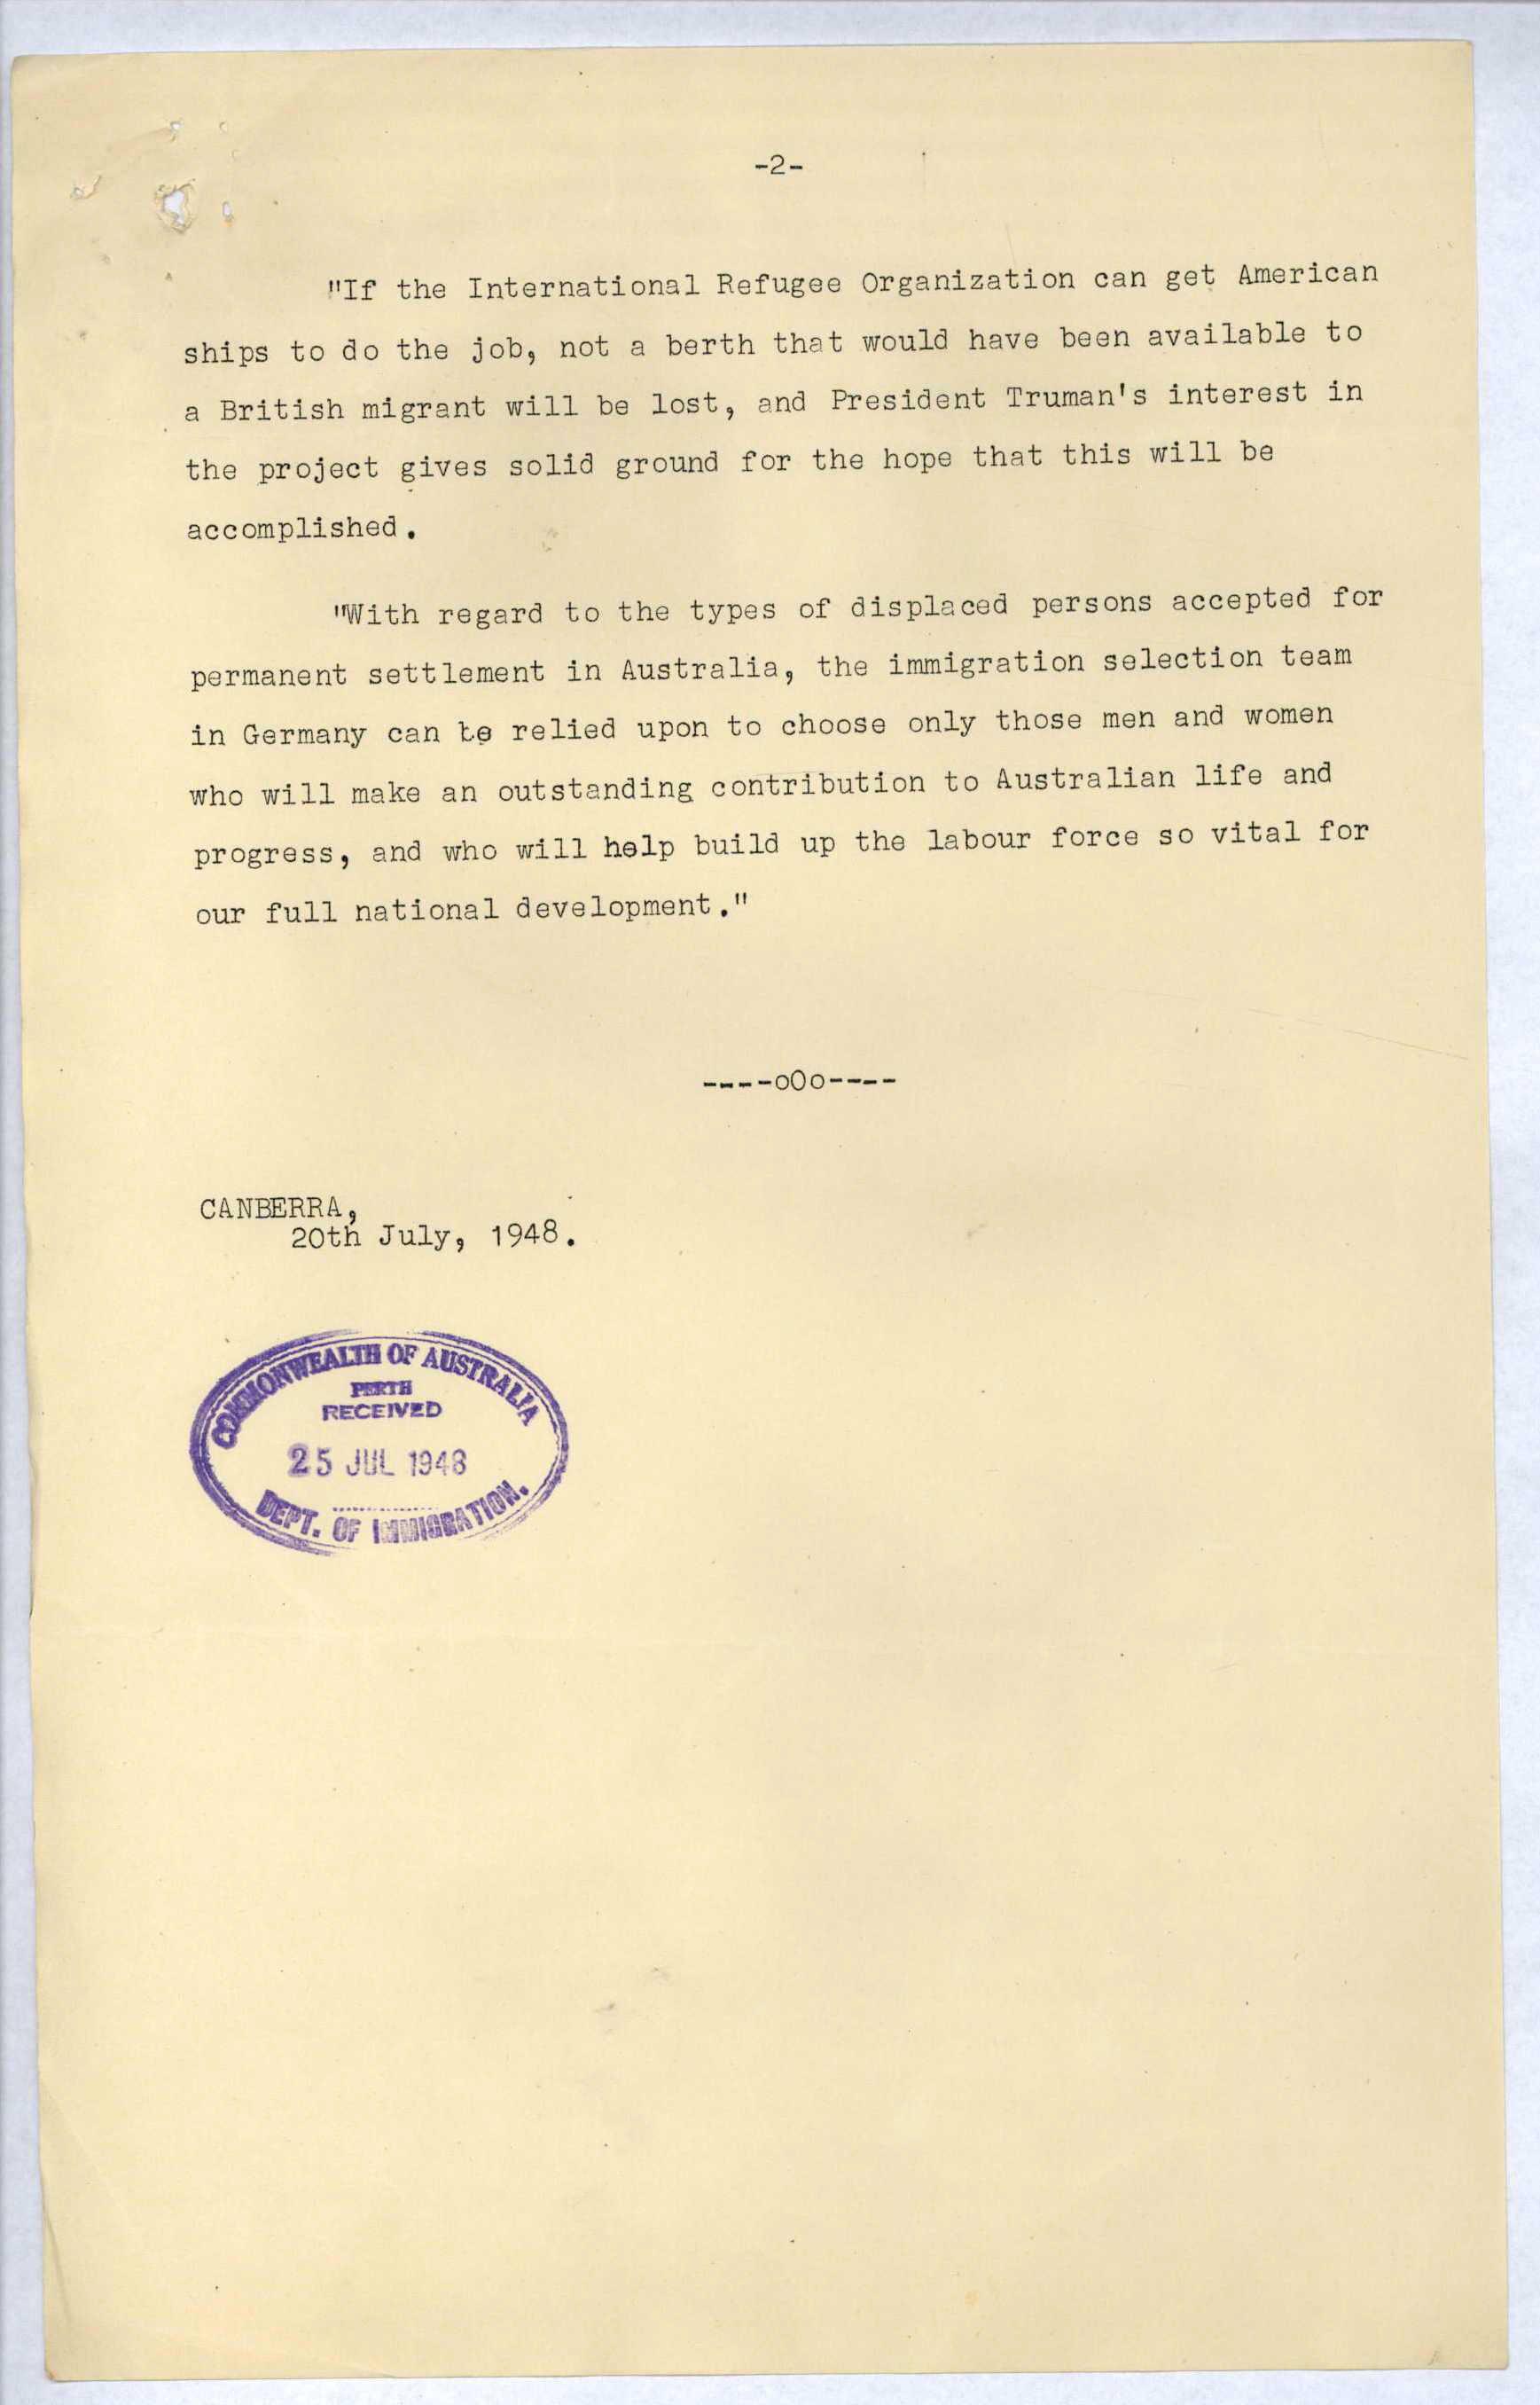 -2-
"If the International Refugee Organization can get American
ships to do the job, not a berth that would have been available to
a British migrant will be lost, and President Truman's interest in
the project gives solid ground for the hope that this will be
accomplished.
"With regard to the types of displaced persons accepted for
permanent settlement in Australia, the immigration selection team
in Germany can be relied upon to choose only those men and women
who will make an outstanding contribution to Australian life and
progress, and who will help build up the labour force so vital for
our full national development."
----oOo----
CANBERRA,
20th July, 1948.
COMMONWEALTH OF AUSTRALIA
PERTH
RECEIVED
25 JUL 1948
DEPT. OF IMMIGRATION.